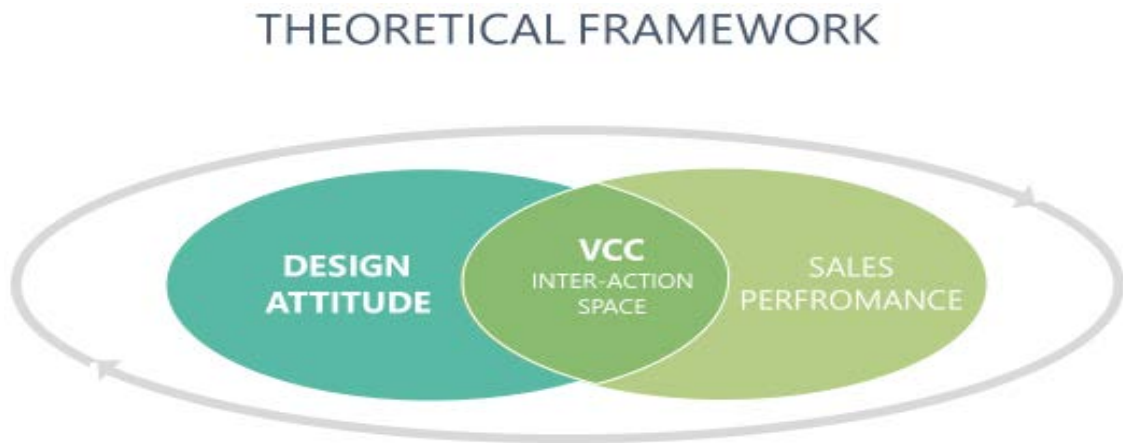 THEORETICAL FRAMEWORK
DESIGN
ATTITUDE
VCC
INTER-ACTION
SPACE
SALES
PERFROMANCE